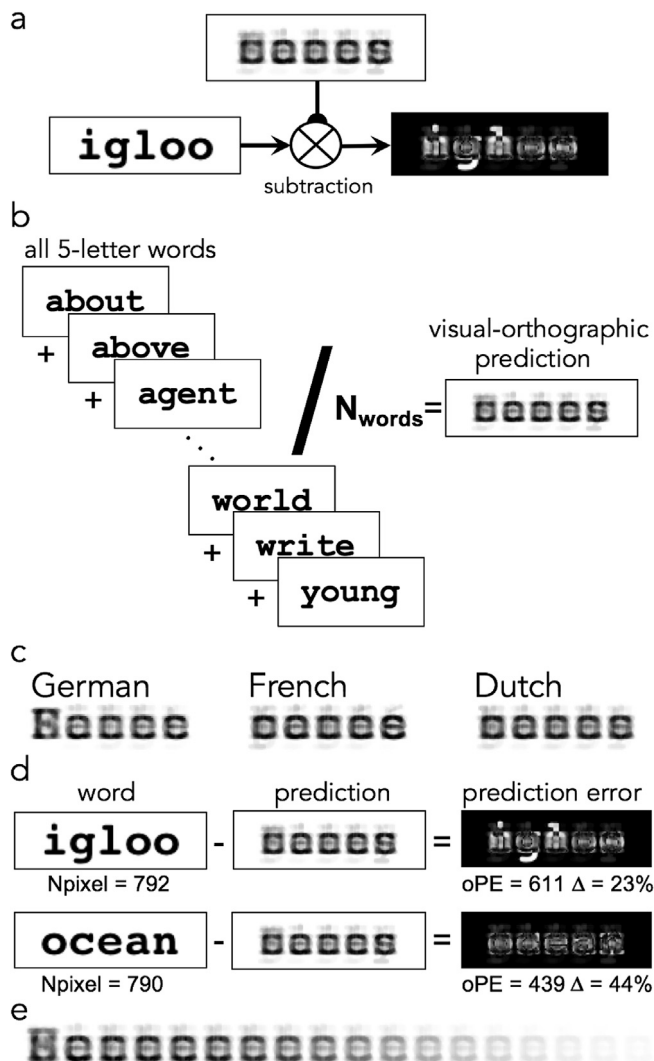 a
igloo
subtraction
b
all 5-letter words
about
+ above
+ agent
visual-orthographic
prediction
/ Nwords =
world
+ write
+ young
c
German French Dutch
d
word prediction prediction error
igloo - =
Npixel = 792 oPE = 611 Δ = 23%
ocean - =
Npixel = 790 oPE = 439 Δ = 44%
e